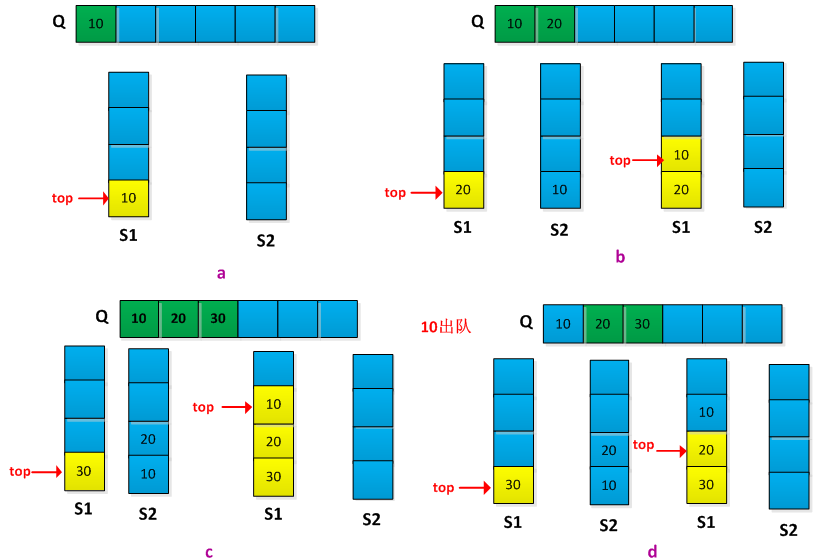 Q 10
top 10
S1 S2
a
Q 10 20
10
top 20 10 top 20
S1 S2 S1 S2
b
Q 10 20 30
20 10
top 30 10 top 20
30
S1 S2 S1 S2
c
10出队
Q 10 20 30
10
20 top 20
top 30 10 30
S1 S2 S1 S2
d